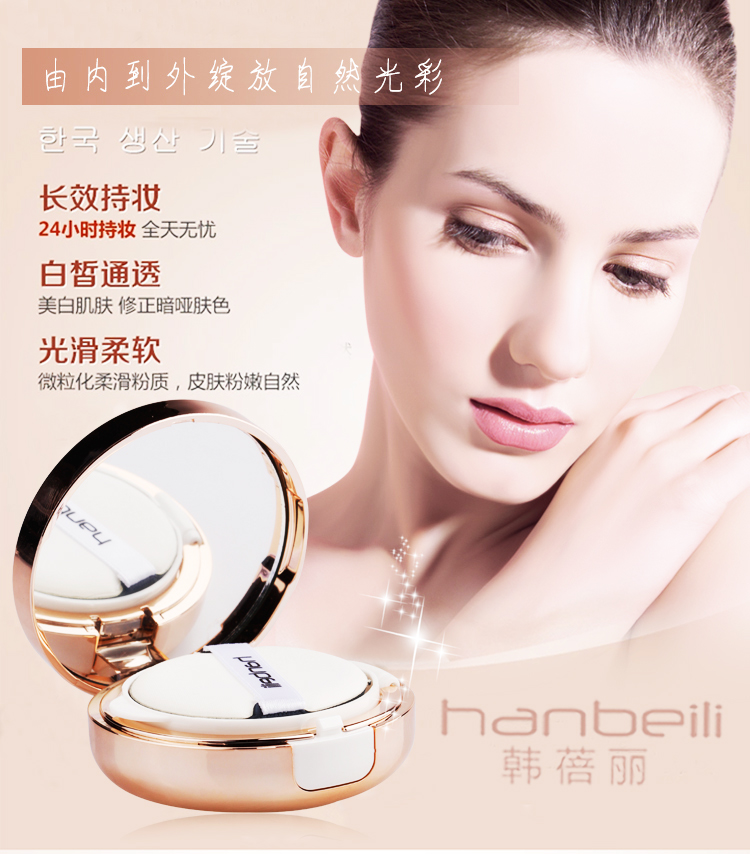 由内到外绽放自然光彩
한국 생산 기술
长效持妆
24小时持妆 全天无忧
白皙通透
美白肌肤 修正暗哑肤色
光滑柔软
微粒化柔滑粉质，皮肤粉嫩自然
hanbeili
hanbeili
韩蓓丽